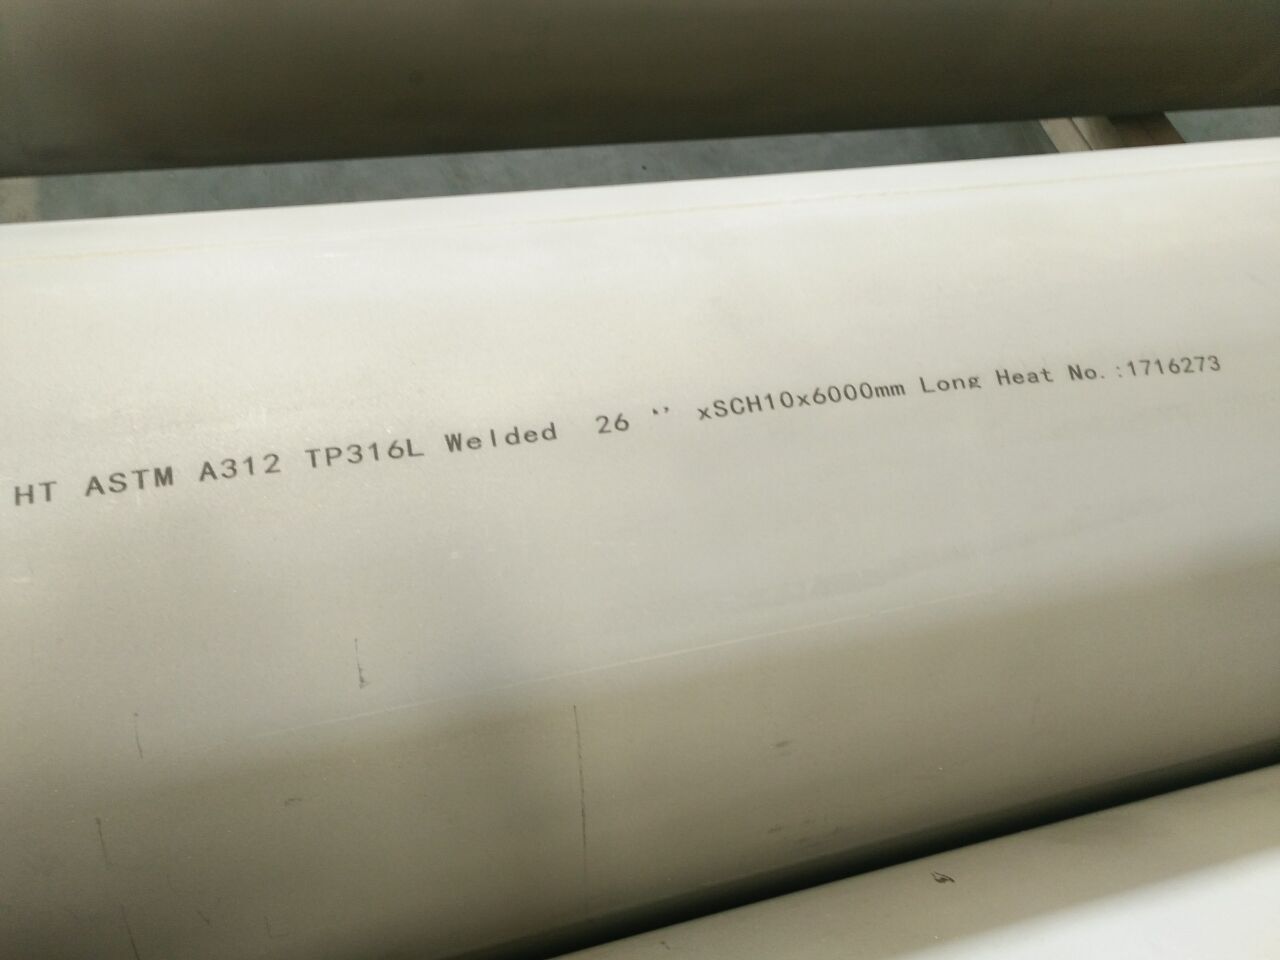 HT ASTM A312 TP316L Welded 26 '' xSCH10x6000mm Long Heat No.:1716273